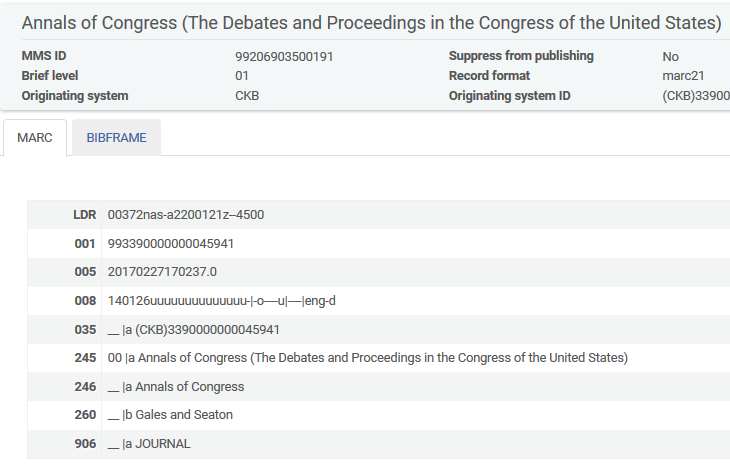 Annals of Congress (The Debates and Proceedings in the Congress of the United States)
MMS ID 99206903500191 Suppress from publishing No
Brief level 01 Record format marc21
Originating system CKB Originating system ID (CKB)33900
MARC BIBFRAME
LDR 00372nas-a2200121z--4500
001 993390000000045941
005 20170227170237.0
008 140126uuuuuuuuuuuuuuu-|-o----u|----|eng-d
035 __ |a (CKB)3390000000045941
245 00 |a Annals of Congress (The Debates and Proceedings in the Congress of the United States)
246 __ |a Annals of Congress
260 __ |b Gales and Seaton
906 __ |a JOURNAL